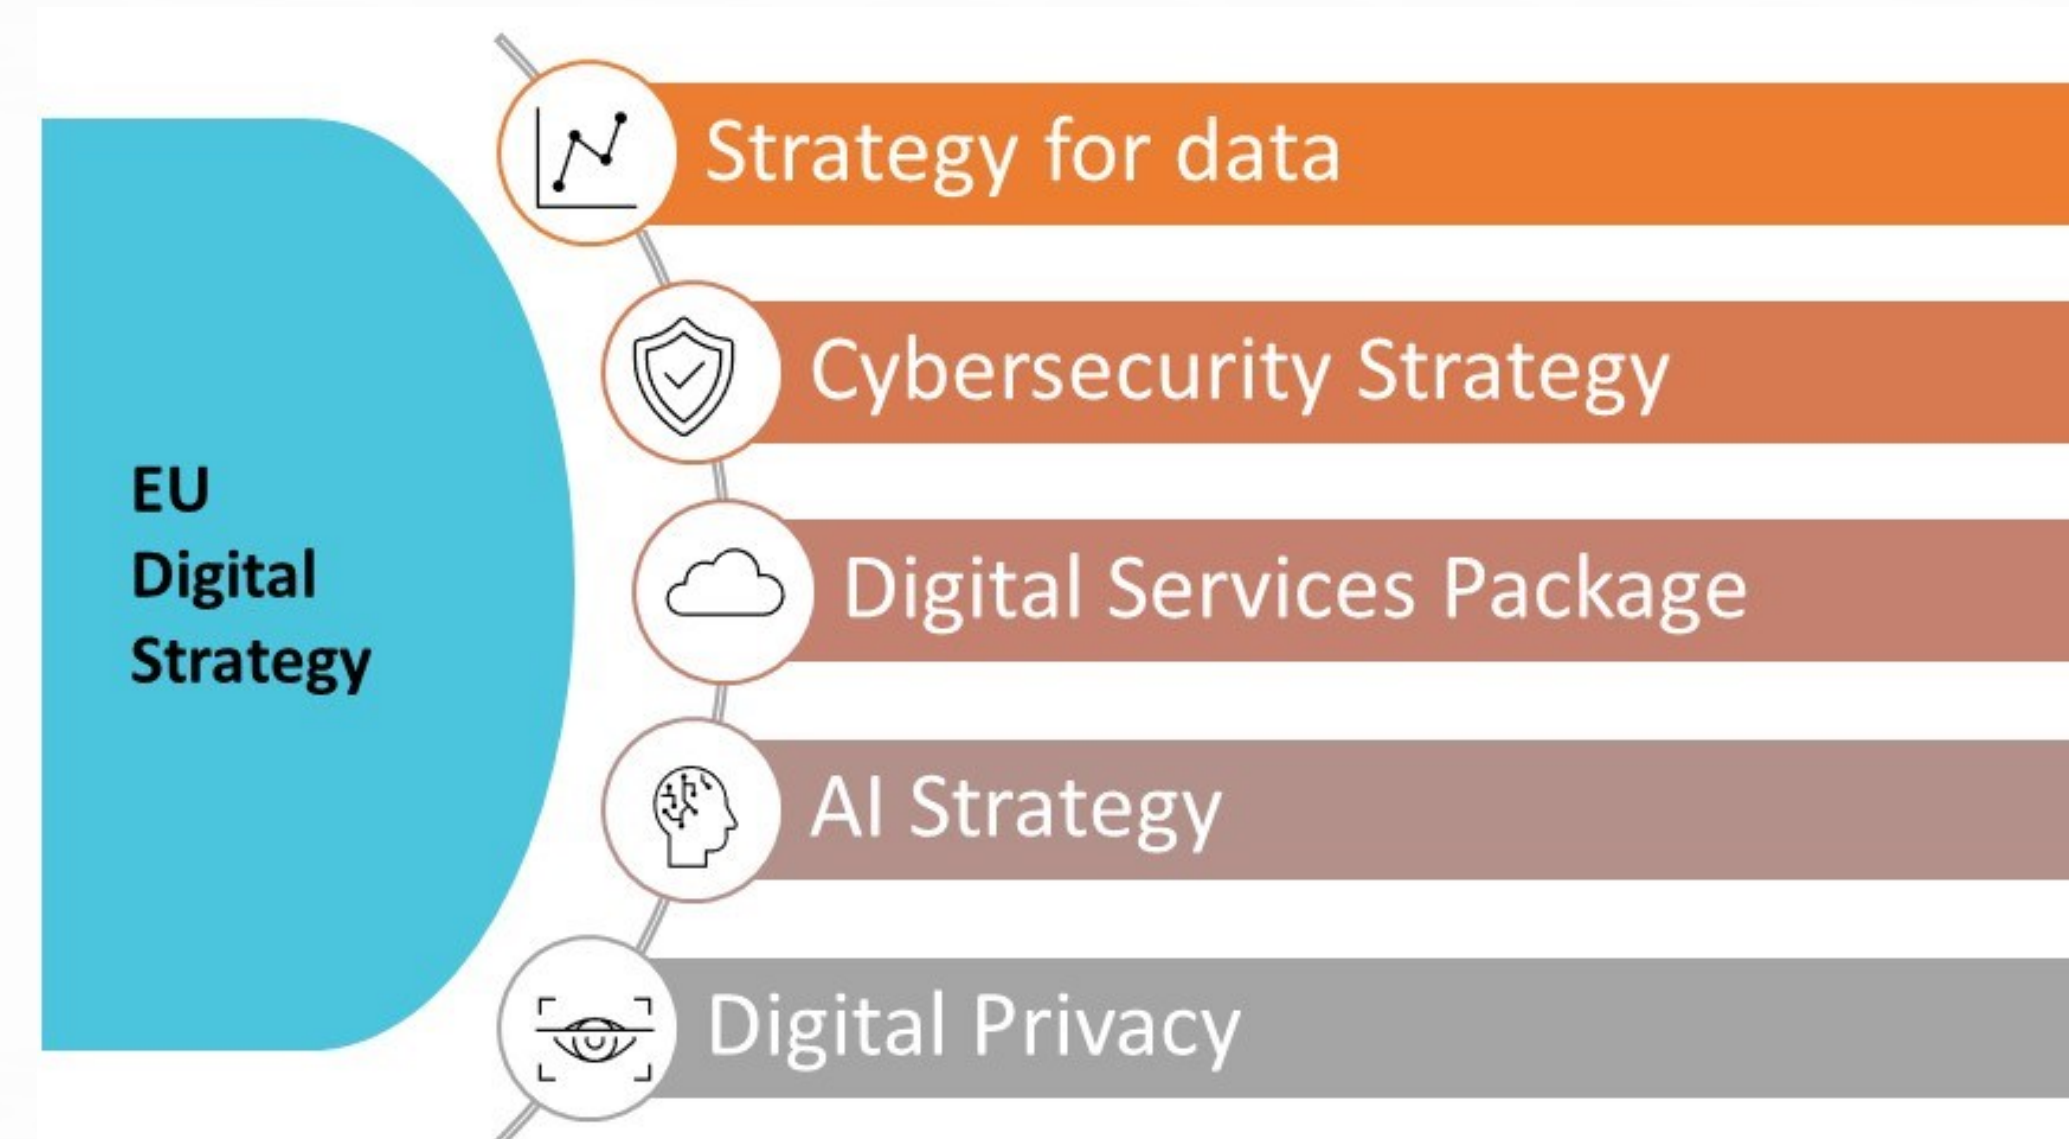 EU
Digital
Strategy
Strategy for data
Cybersecurity Strategy
Digital Services Package
AI Strategy
Digital Privacy